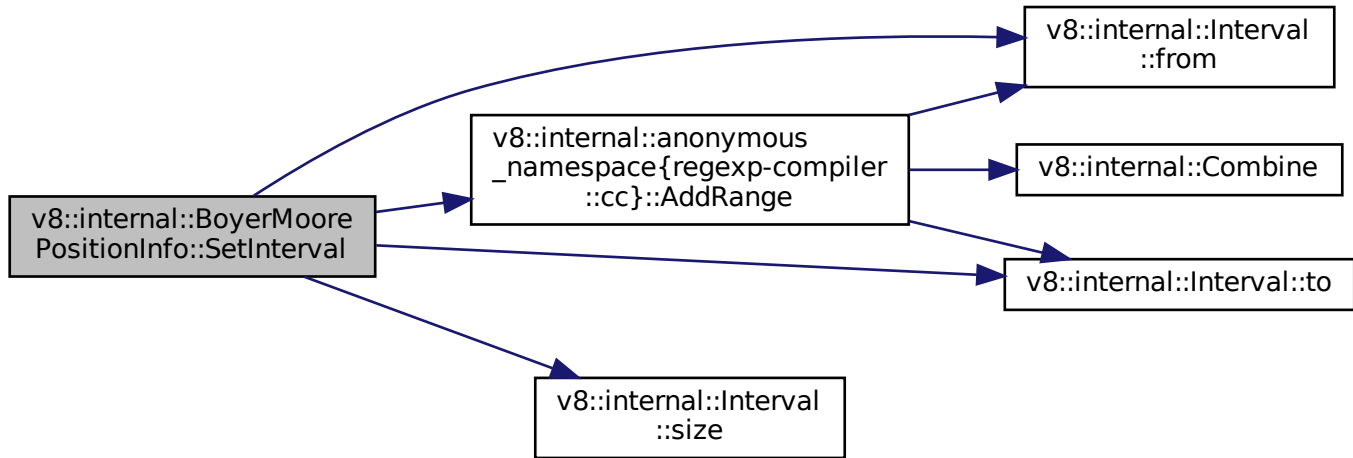 v8::internal::Interval
::from
v8::internal::anonymous
_namespace{regexp-compiler
::cc}::AddRange
v8::internal::Combine
v8::internal::BoyerMoore
PositionInfo::SetInterval
v8::internal::Interval::to
v8::internal::Interval
::size